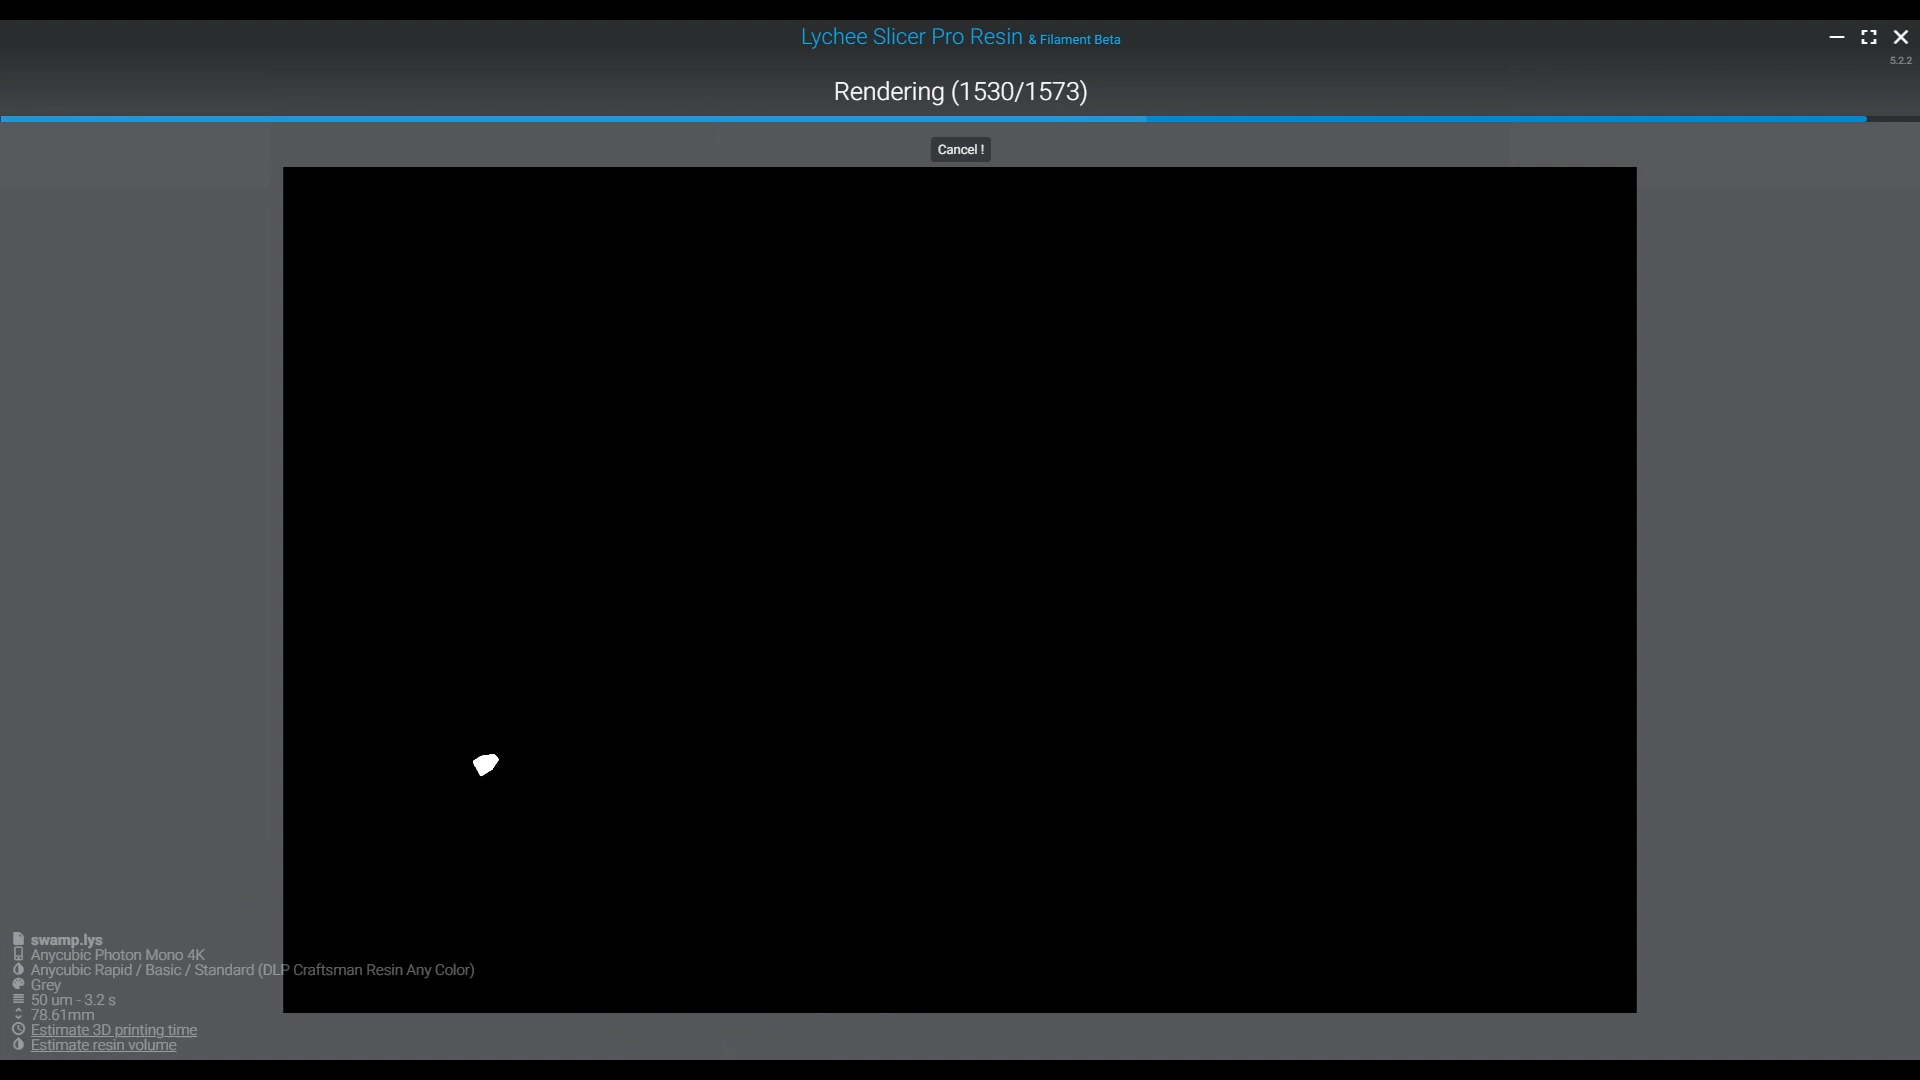 Lychee Slicer Pro Resin & Filament Beta
5.2.2
Rendering (1530/1573)
Cancel !
swamp.lys
Anycubic Photon Mono 4K
Anycubic Rapid / Basic / Standard (DLP Craftsman Resin Any Color)
Grey
50 um - 3.2 s
78.61mm
Estimate 3D printing time
Estimate resin volume